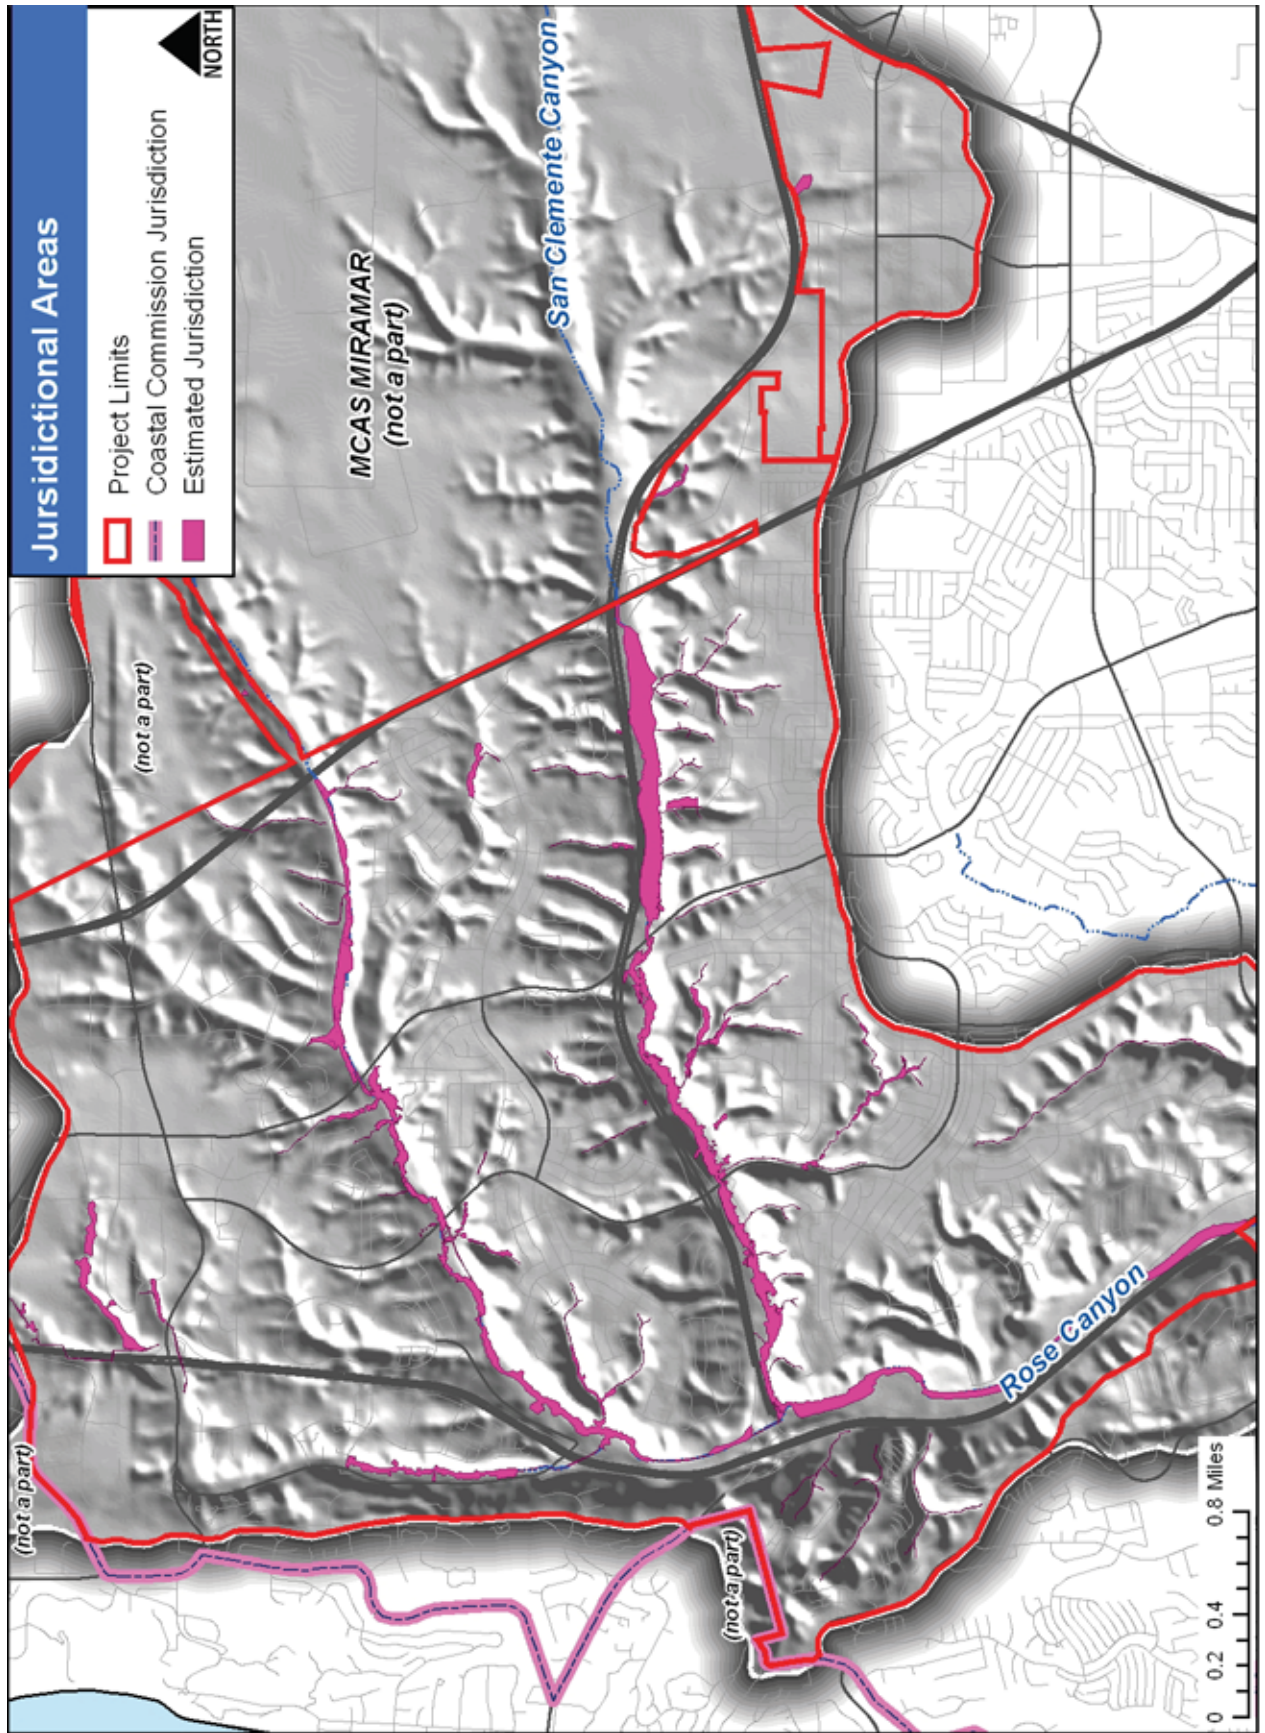 Jursidictional Areas
Project Limits
Coastal Commission Jurisdiction
Estimated Jurisdiction
NORTH
(not a part)
(not a part)
MCAS MIRAMAR
(not a part)
San Clemente Canyon
(not a part)
Rose Canyon
0 0.2 0.4 0.8 Miles